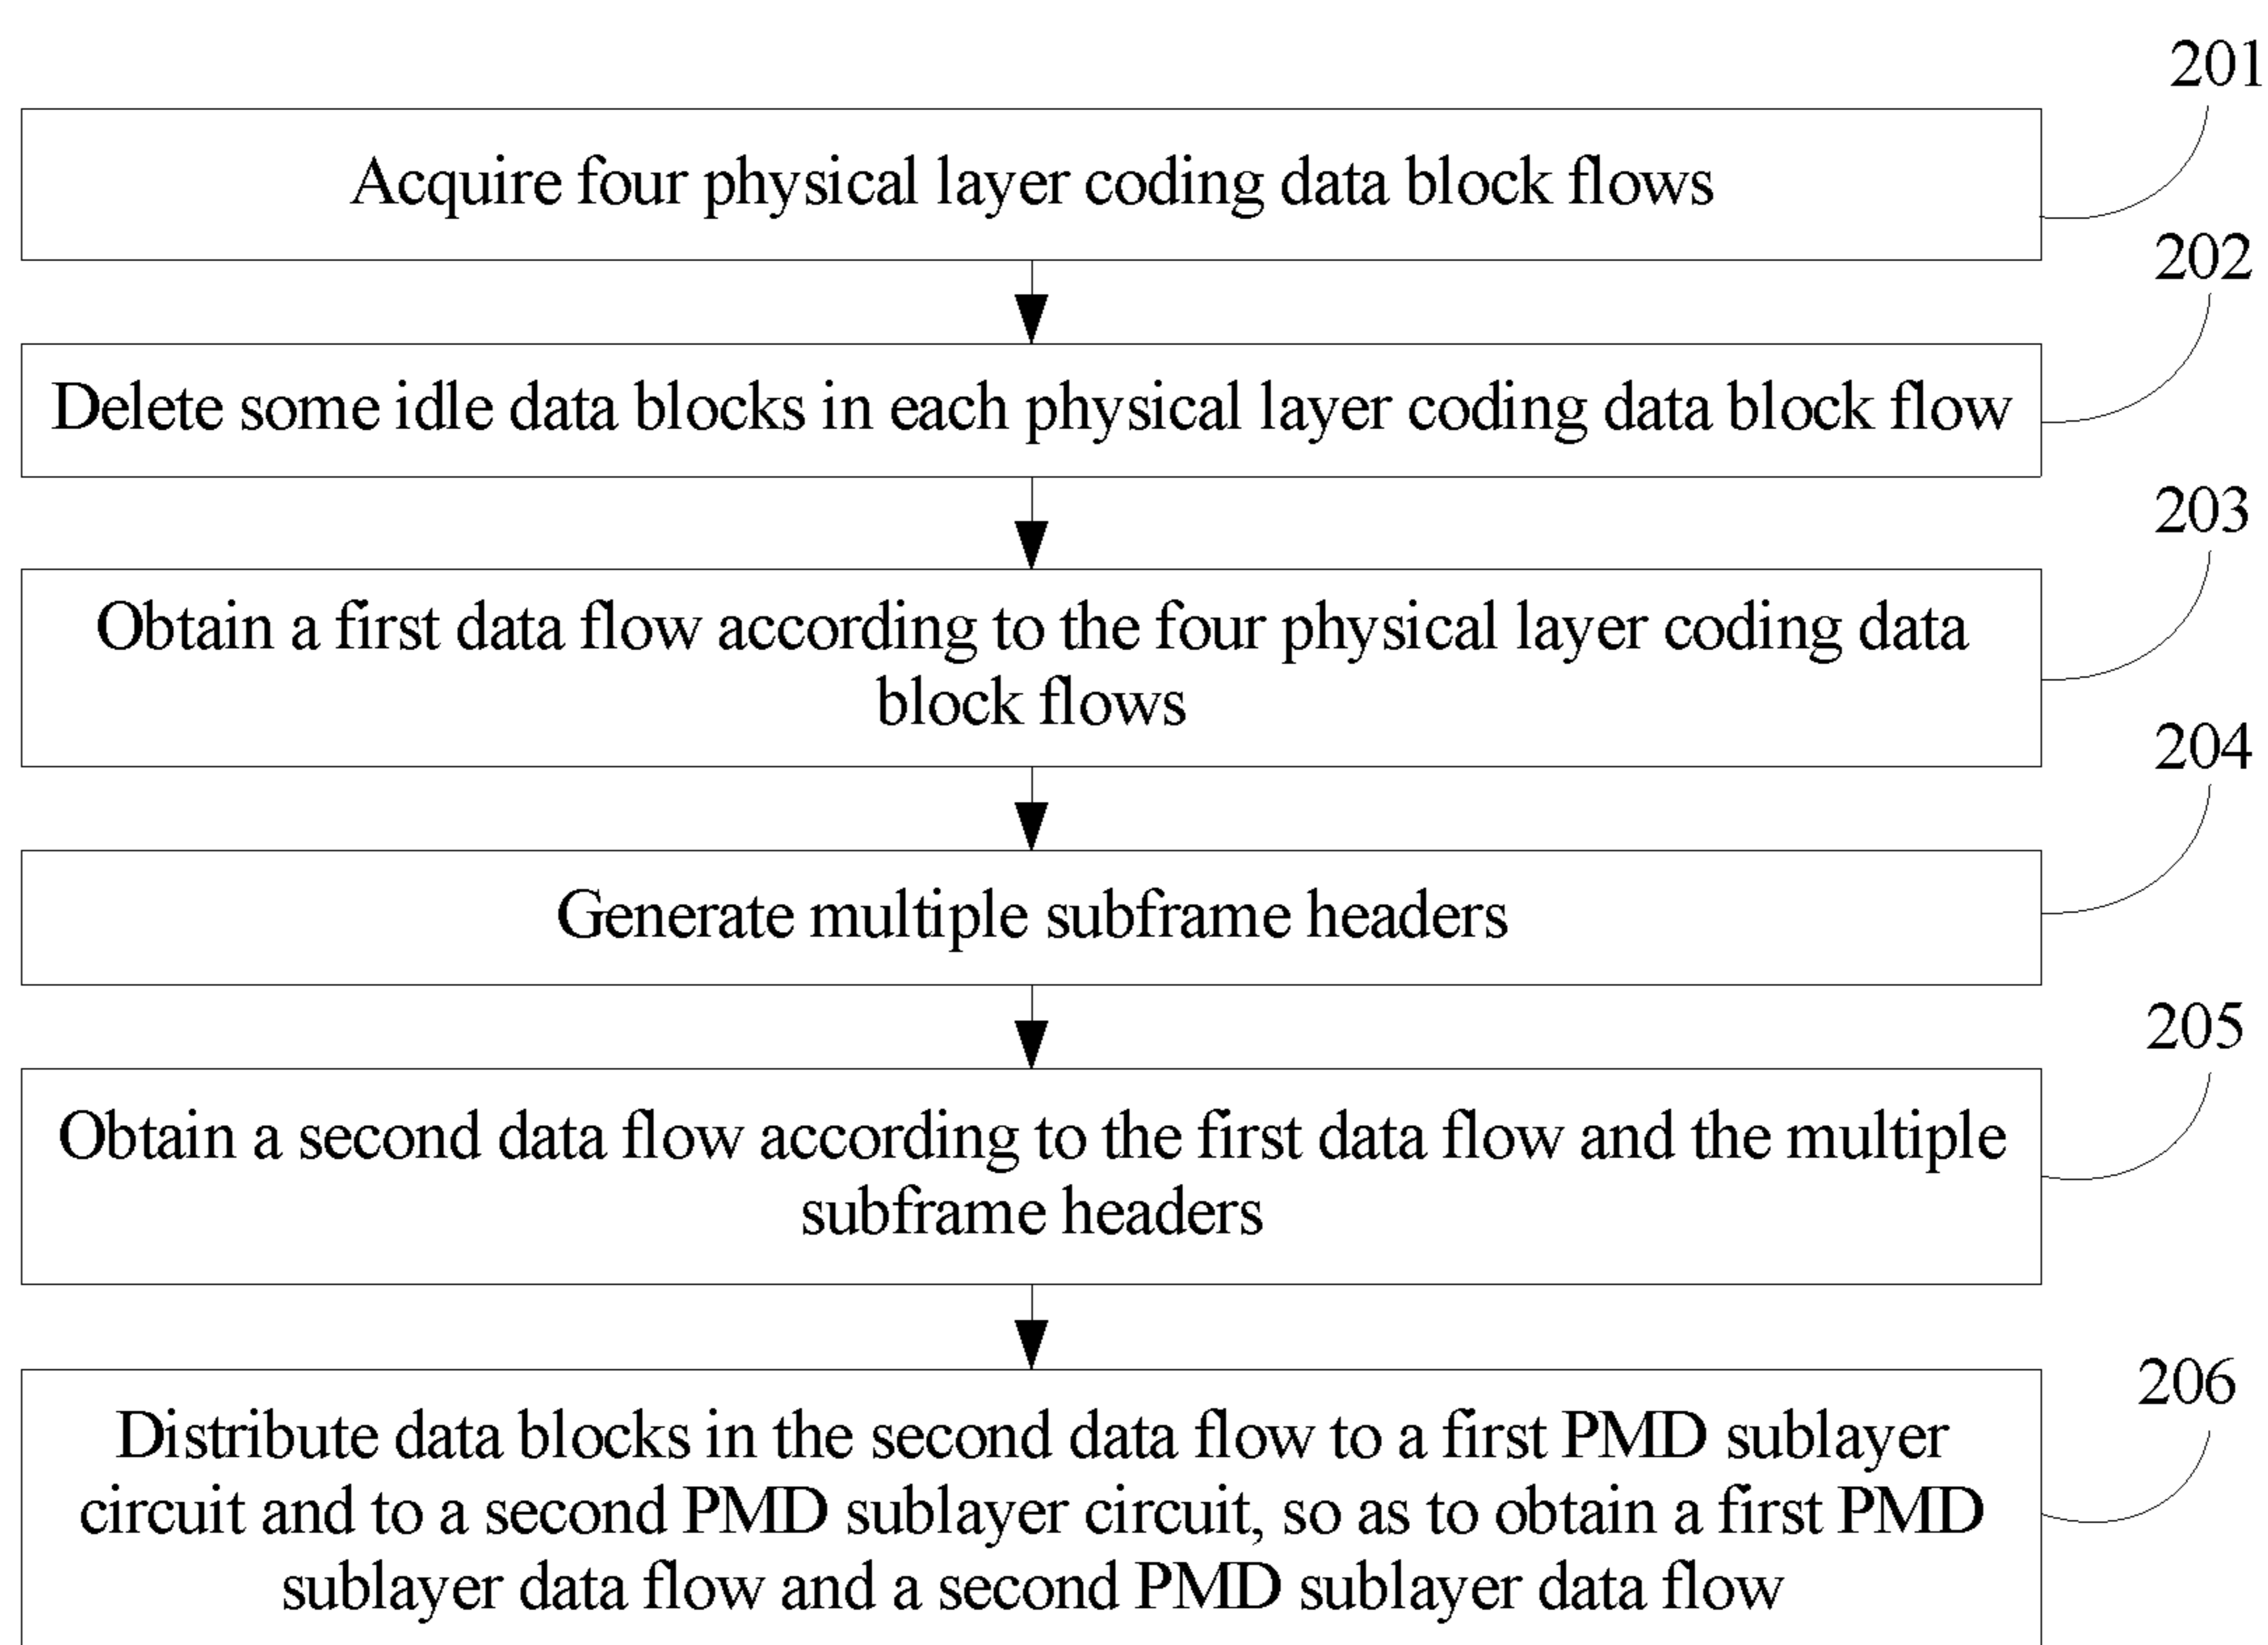 201
Acquire four physical layer coding data block flows
202
Delete some idle data blocks in each physical layer coding data block flow
203
Obtain a first data flow according to the four physical layer coding data
block flows
204
Generate multiple subframe headers
205
Obtain a second data flow according to the first data flow and the multiple
subframe headers
206
Distribute data blocks in the second data flow to a first PMD sublayer
circuit and to a second PMD sublayer circuit, so as to obtain a first PMD
sublayer data flow and a second PMD sublayer data flow